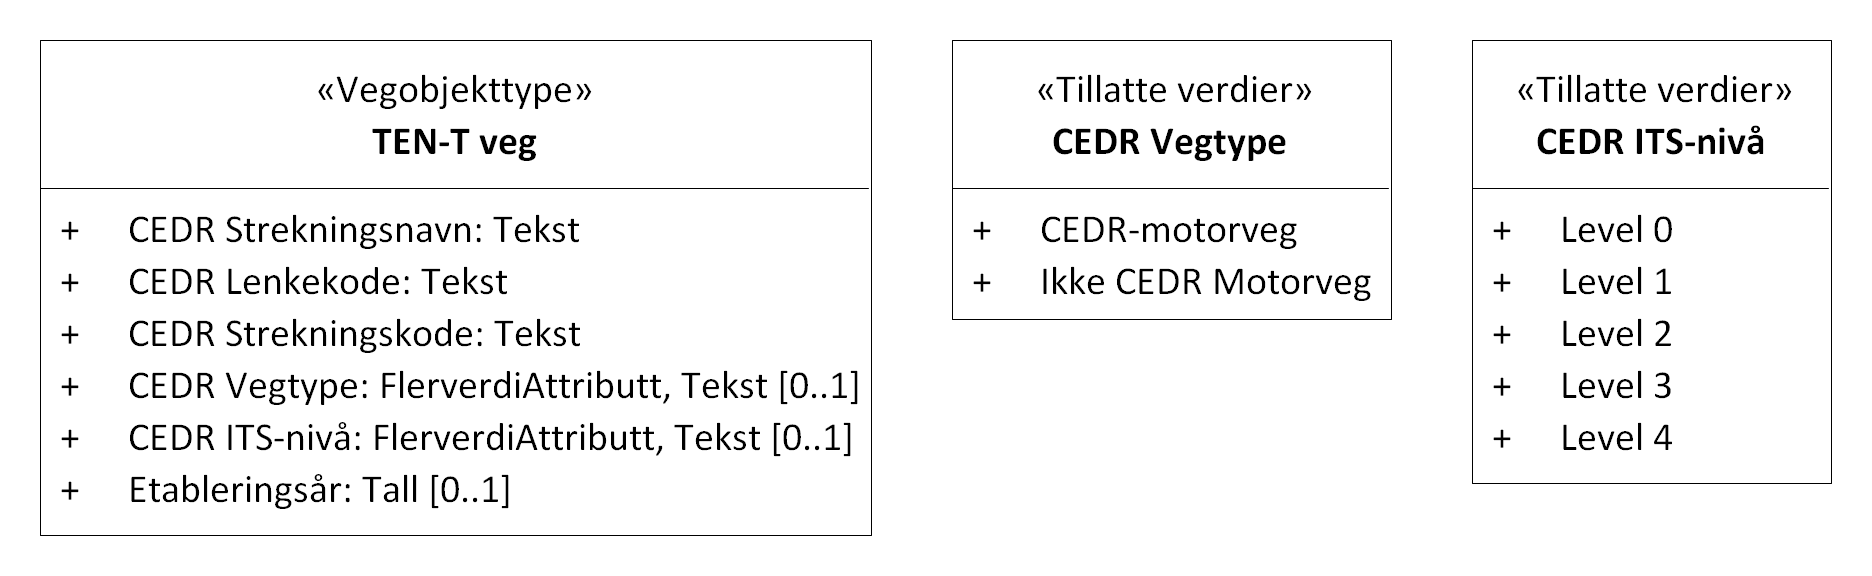 «Vegobjekttype»
TEN-T veg
+ CEDR Strekningsnavn: Tekst
+ CEDR Lenkekode: Tekst
+ CEDR Strekningskode: Tekst
+ CEDR Vegtype: FlerverdiAttributt, Tekst [0..1]
+ CEDR ITS-nivå: FlerverdiAttributt, Tekst [0..1]
+ Etableringsår: Tall [0..1]
«Tillatte verdier»
CEDR Vegtype
+ CEDR-motorveg
+ Ikke CEDR Motorveg
«Tillatte verdier»
CEDR ITS-nivå
+ Level 0
+ Level 1
+ Level 2
+ Level 3
+ Level 4